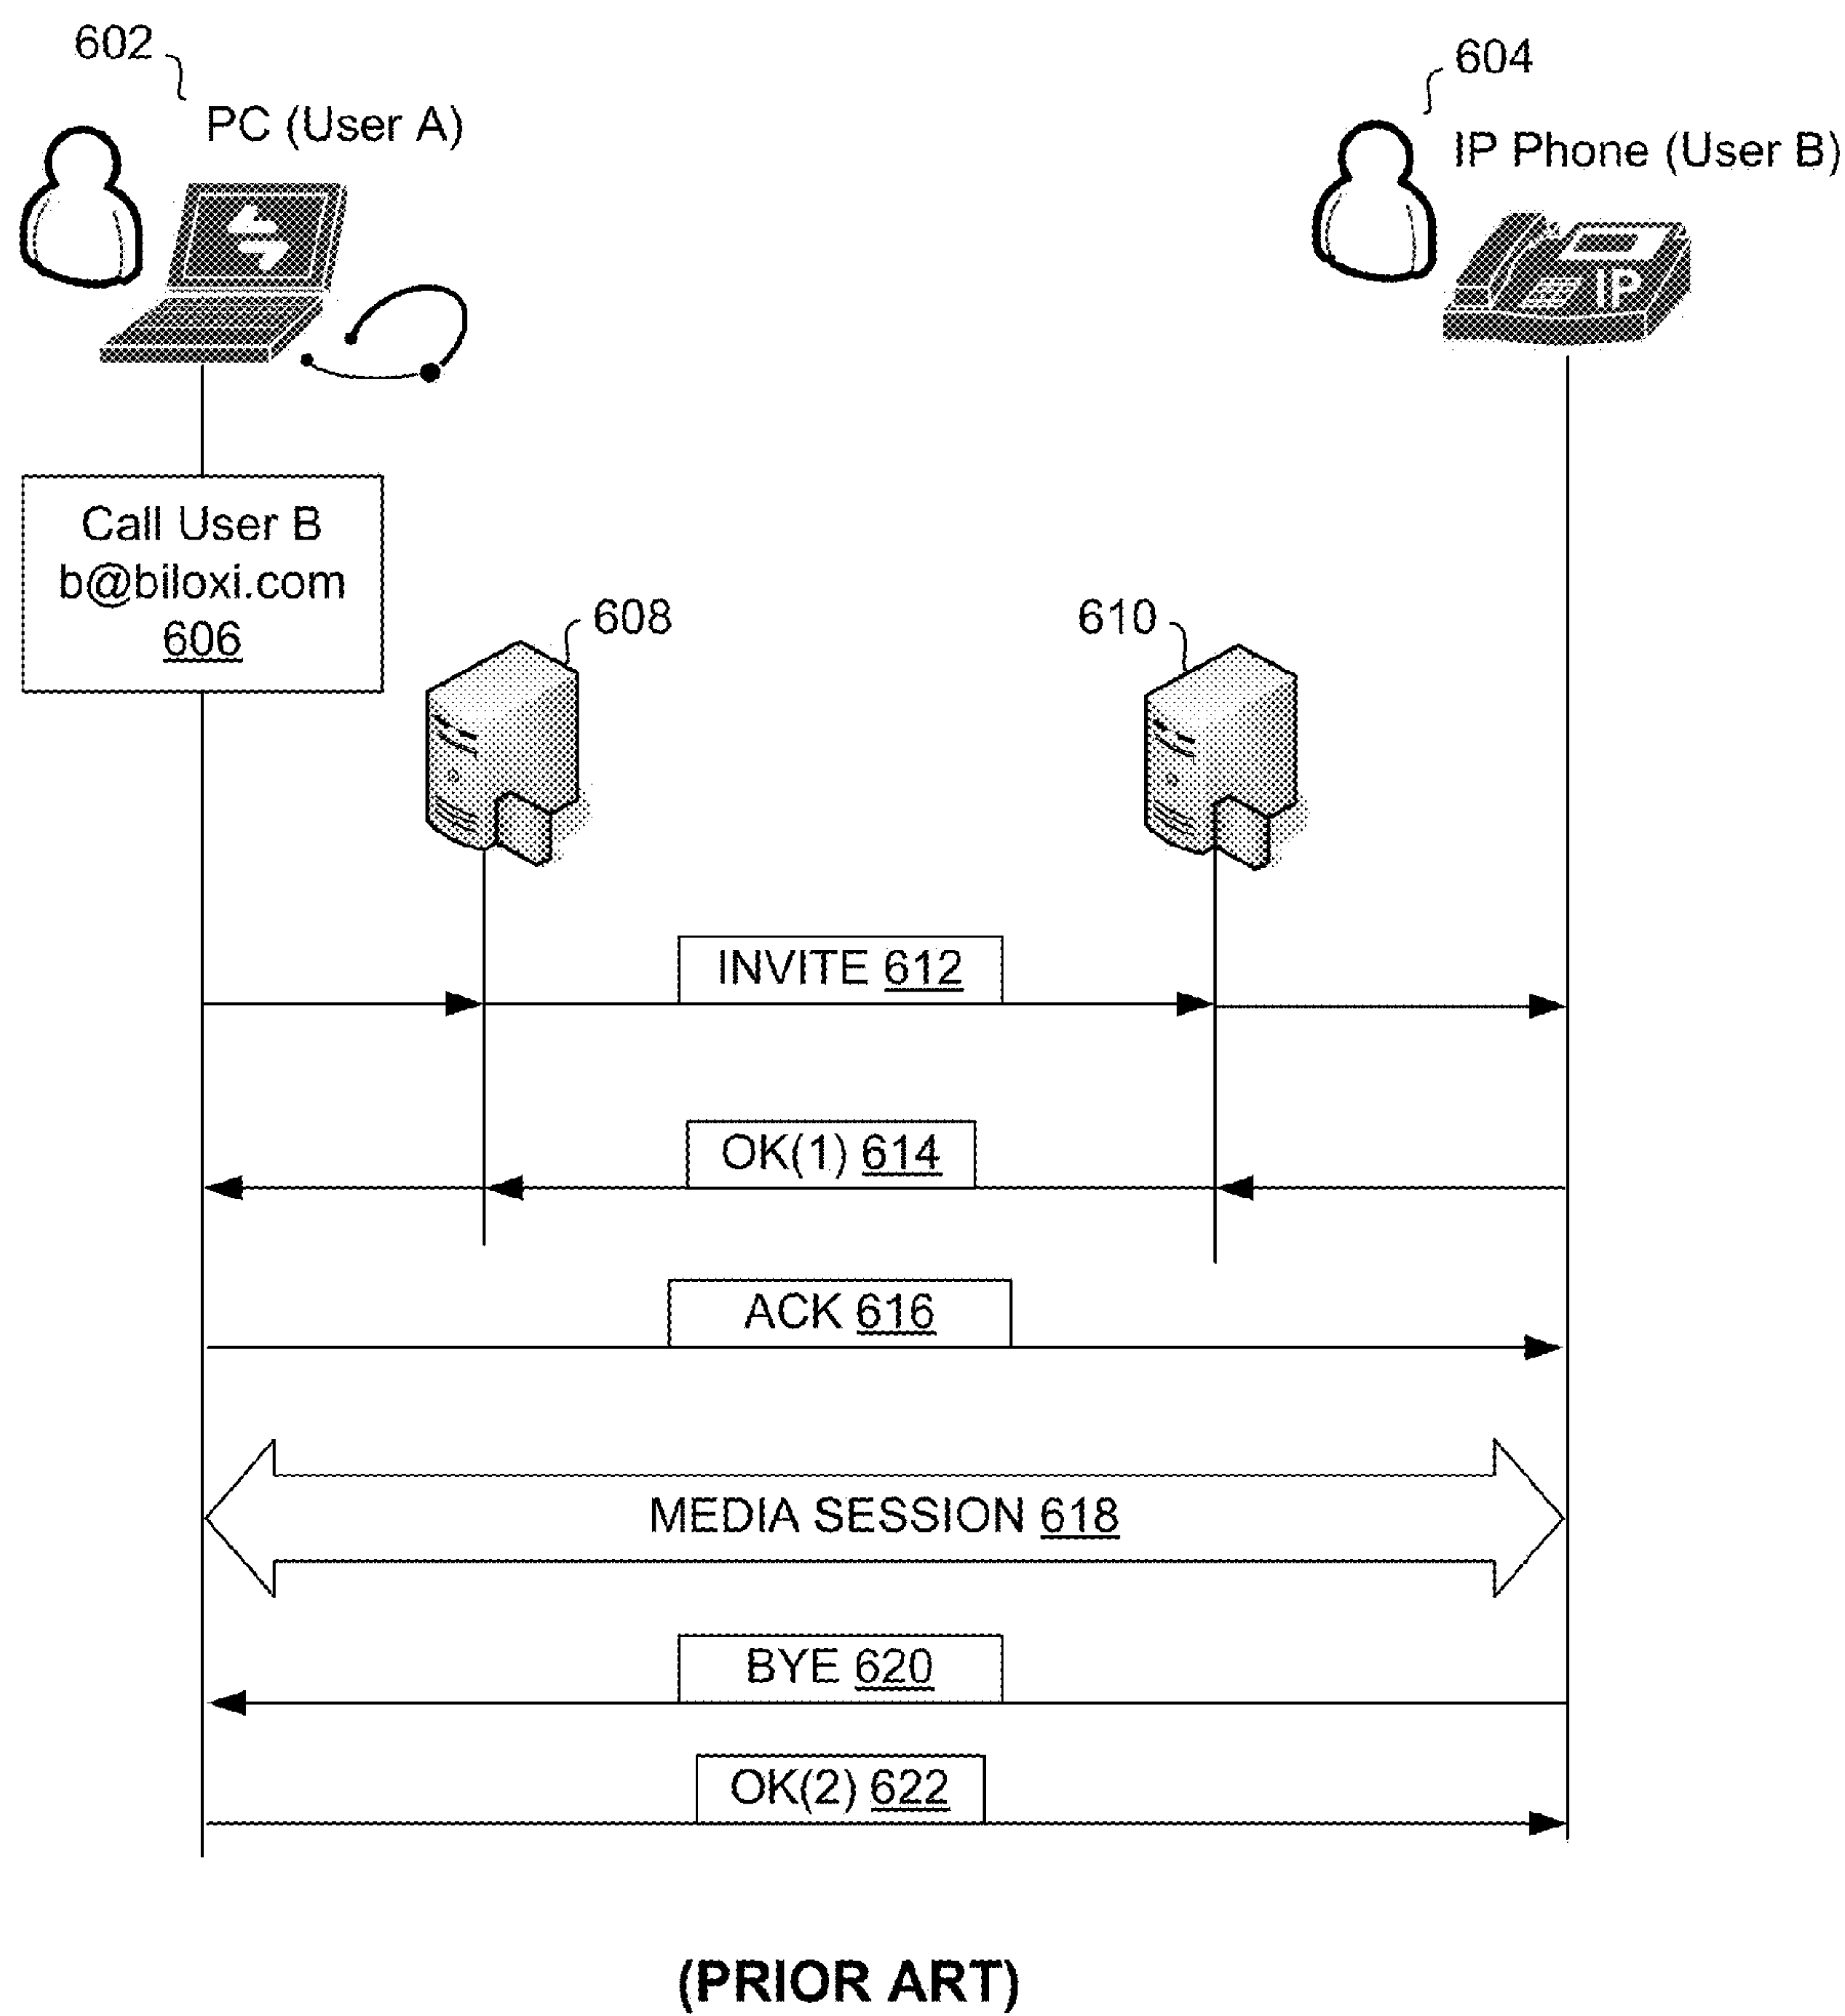 602
604
PC (User A)
IP Phone (User B)
IP
Call User B
b@biloxi.com
606
608
610
INVITE 612
OK(1) 614
ACK 616
MEDIA SESSION 618
BYE 620
OK(2) 622
(PRIOR ART)